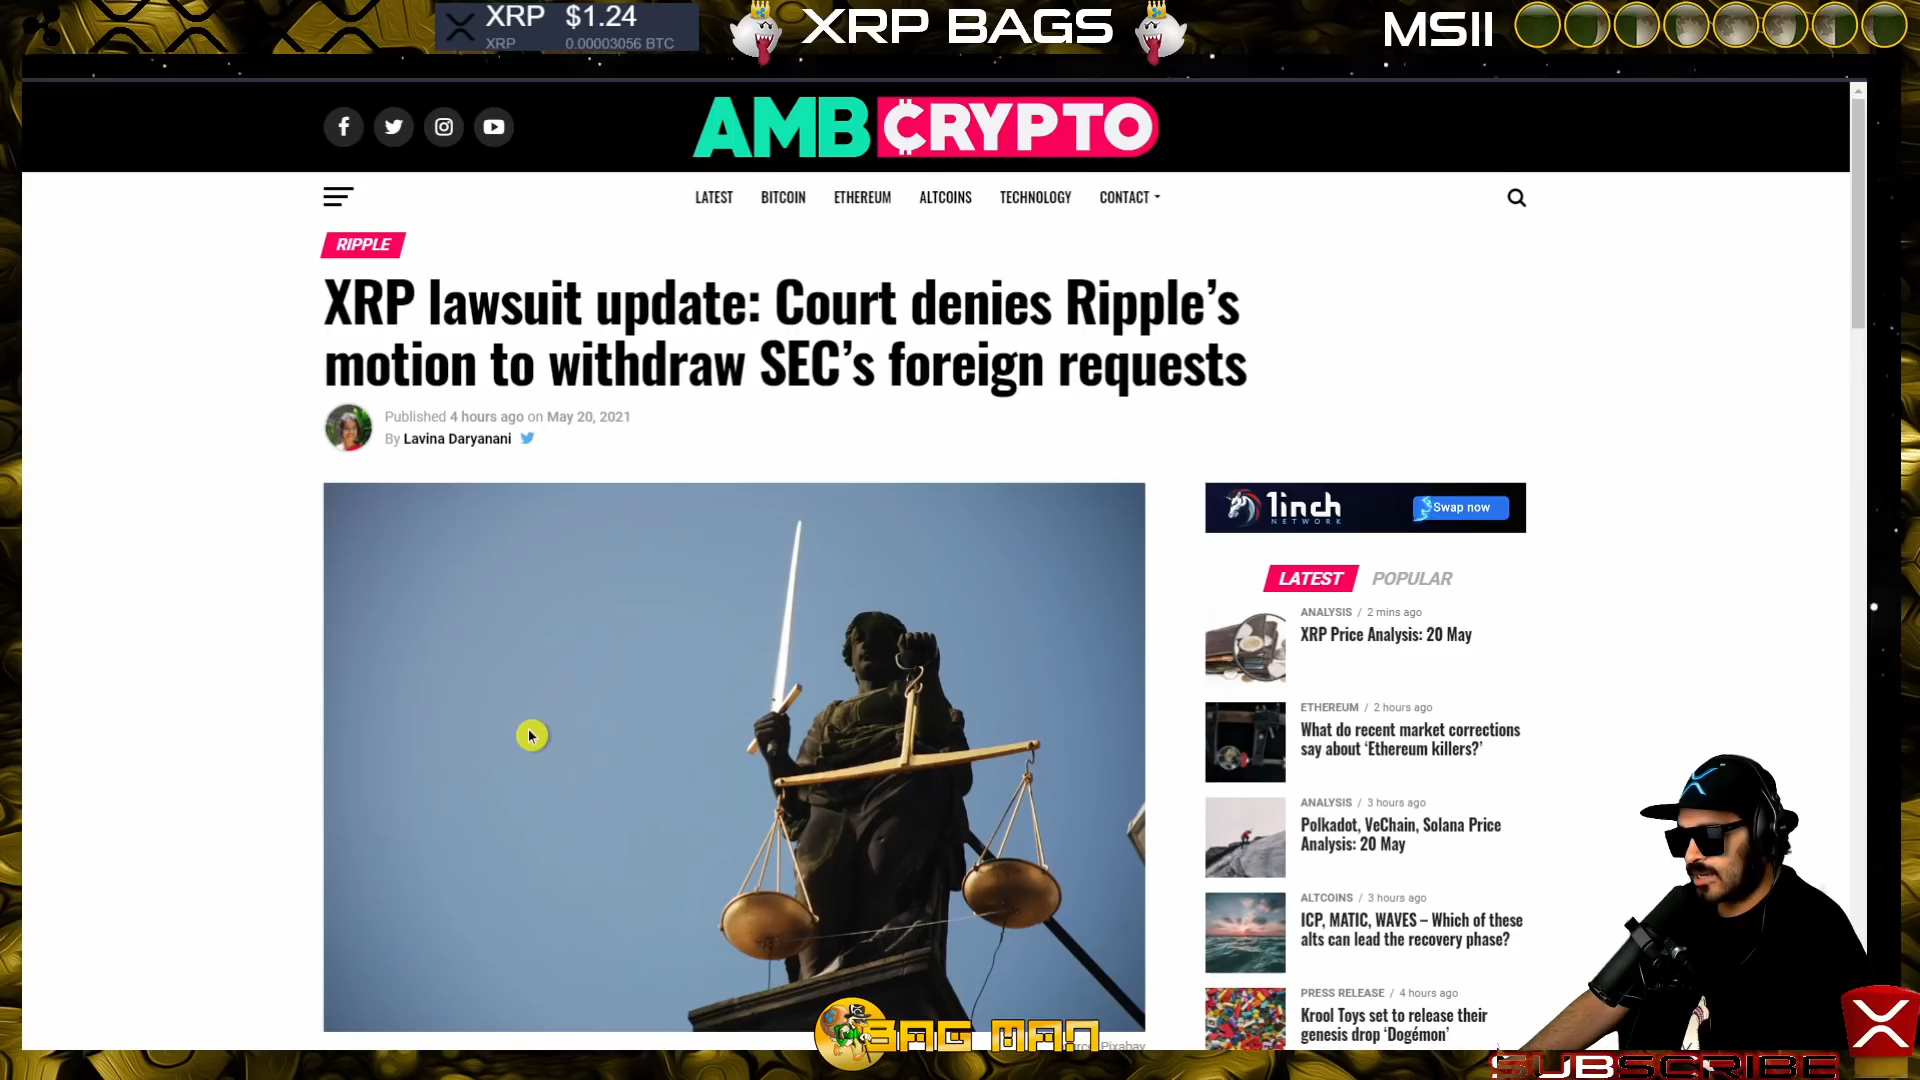 XRP $1.24
XRP 0.00003056 BTC
XRP BAGS
MSII
AMBCRYPTO
LATEST BITCOIN ETHEREUM ALTCOINS TECHNOLOGY CONTACT
RIPPLE
XRP lawsuit update: Court denies Ripple’s
motion to withdraw SEC’s foreign requests
Published 4 hours ago on May 20, 2021
By Lavina Daryanani
1inch
NETWORK
Swap now
LATEST POPULAR
ANALYSIS / 2 mins ago
XRP Price Analysis: 20 May
ETHEREUM / 2 hours ago
What do recent market corrections
say about ‘Ethereum killers?’
ANALYSIS / 3 hours ago
Polkadot, VeChain, Solana Price
Analysis: 20 May
ALTCOINS / 3 hours ago
ICP, MATIC, WAVES – Which of these
alts can lead the recovery phase?
PRESS RELEASE / 4 hours ago
Krool Toys set to release their
genesis drop ‘Dogémon’
BAG MAN
Pixabay
SUBSCRIBE